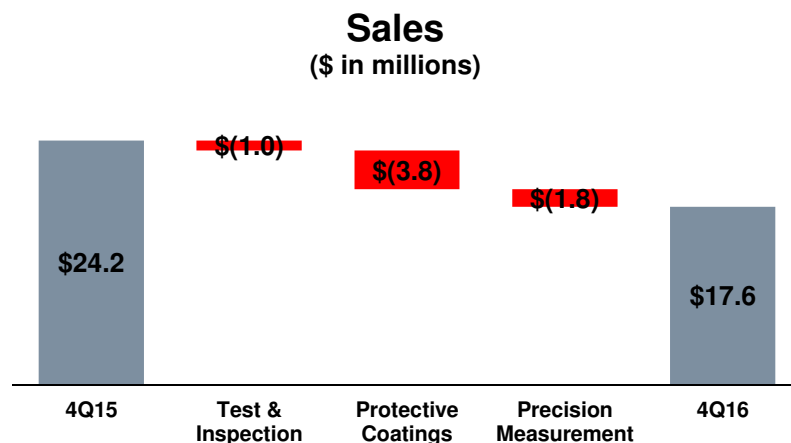 Sales
($ in millions)
$(1.0)
$(3.8)
$(1.8)
$24.2
$17.6
4Q15
Test &
Inspection
Protective
Coatings
Precision
Measurement
4Q16